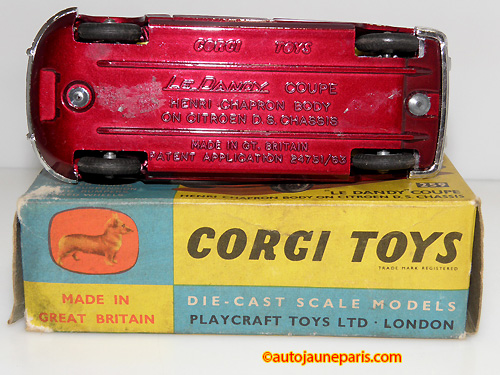 CORGI TOYS
Le Dandy COUPE
HENRI CHAPRON BODY
ON CITROEN D.S. CHASSIS
MADE IN GT. BRITAIN
PATENT APPLICATION 24751/63
259
"LE DANDY" COUPE
HENRI CHAPRON BODY ON CITROEN D.S. CHASSIS
CORGI TOYS
TRADE MARK REGISTERED
MADE IN
GREAT BRITAIN
DIE-CAST SCALE MODELS
PLAYCRAFT TOYS LTD · LONDON
©autojauneparis.com